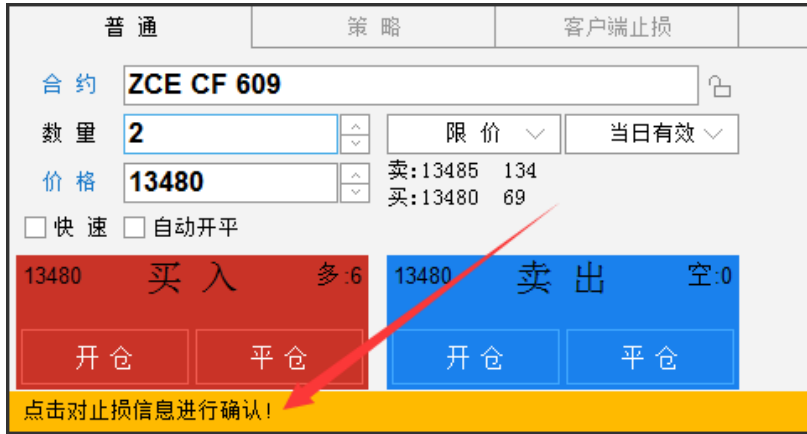 普通 策略 客户端止损
合约 ZCE CF 609
数量 2 限价 当日有效
价格 13480 卖:13485 134
买:13480 69
快速 自动开平
13480 买入 多:6 13480 卖出 空:0
开仓 平仓 开仓 平仓
点击对止损信息进行确认!